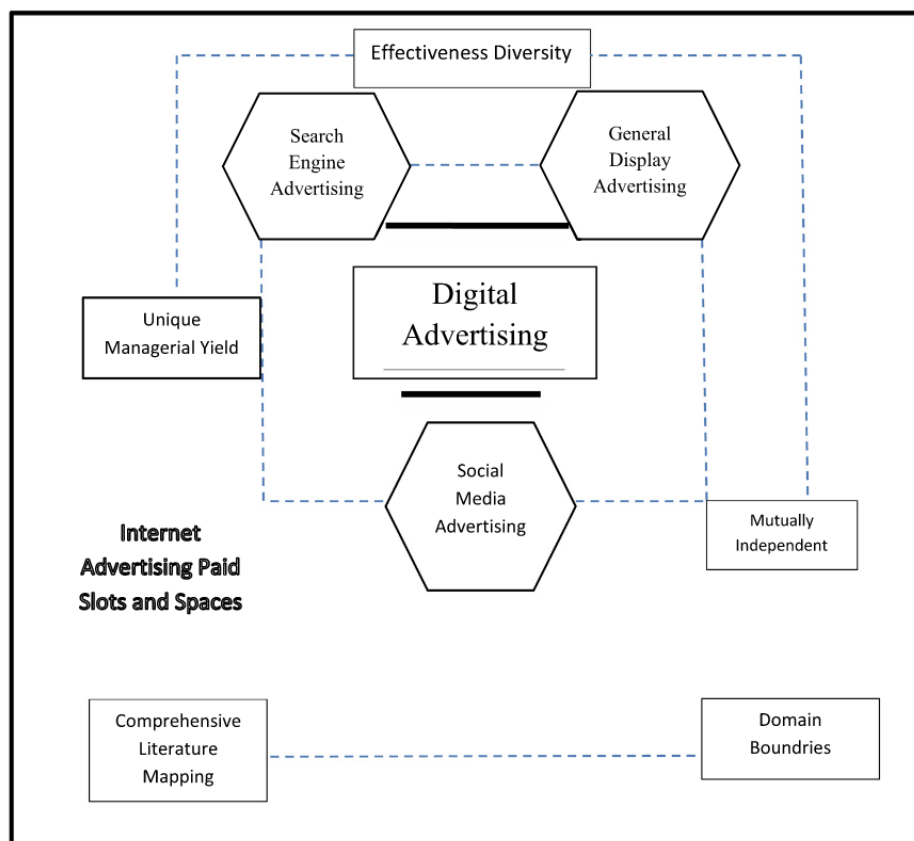 Effectiveness Diversity
Search
Engine
Advertising
General
Display
Advertising
Digital
Advertising
Unique
Managerial Yield
Social
Media
Advertising
Mutually
Independent
Internet
Advertising Paid
Slots and Spaces
Comprehensive
Literature
Mapping
Domain
Boundries